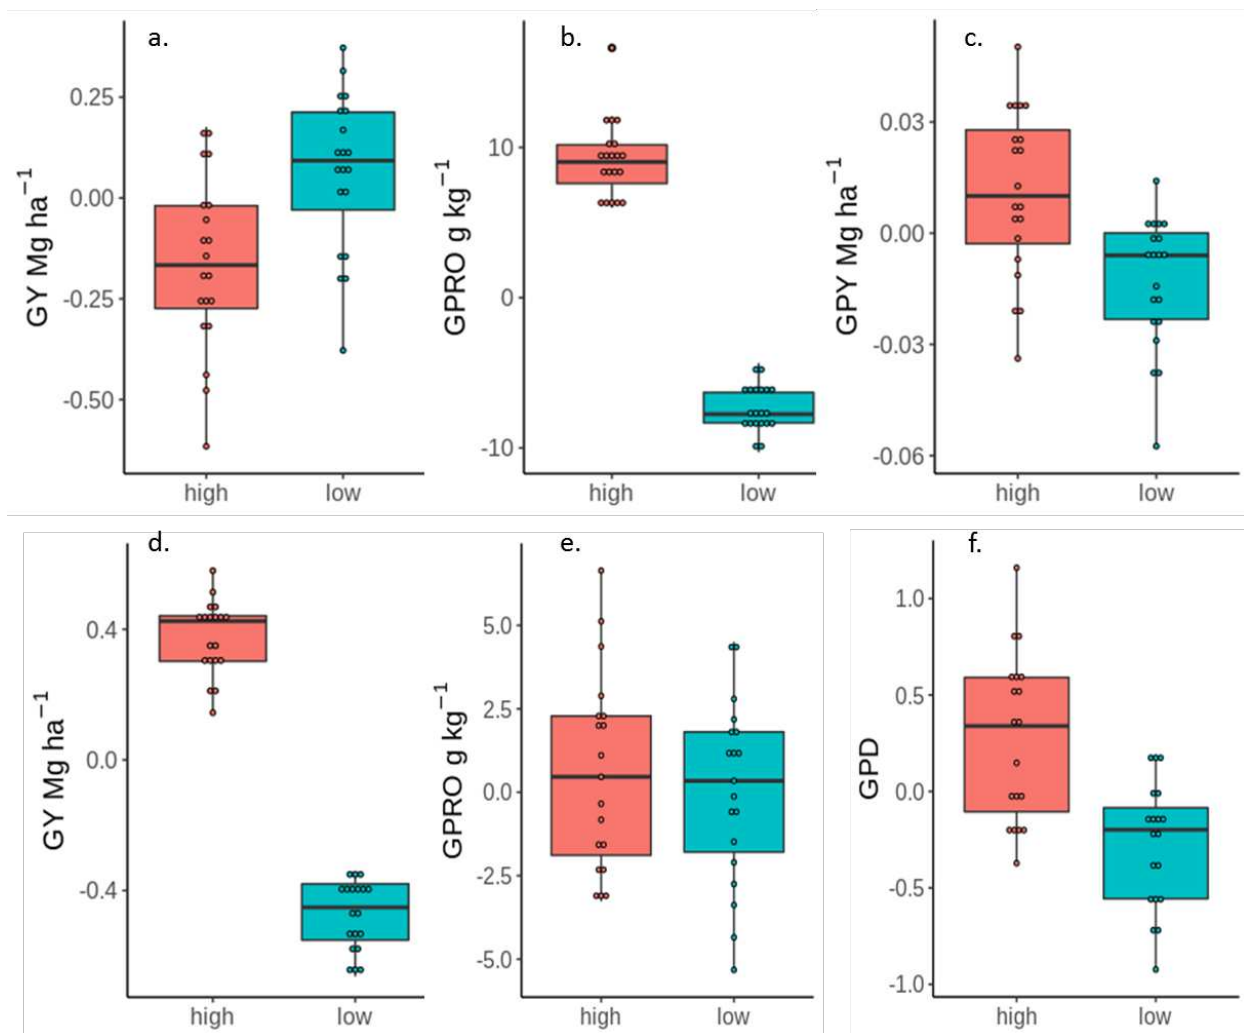 a.
GY Mg ha⁻¹
0.25
0.00
-0.25
-0.50
high low
b.
GPRO g kg⁻¹
10
0
-10
high low
c.
GPY Mg ha⁻¹
0.03
0.00
-0.03
-0.06
high low
d.
GY Mg ha⁻¹
0.4
0.0
-0.4
high low
e.
GPRO g kg⁻¹
5.0
2.5
0.0
-2.5
-5.0
high low
f.
GPD
1.0
0.5
0.0
-0.5
-1.0
high low